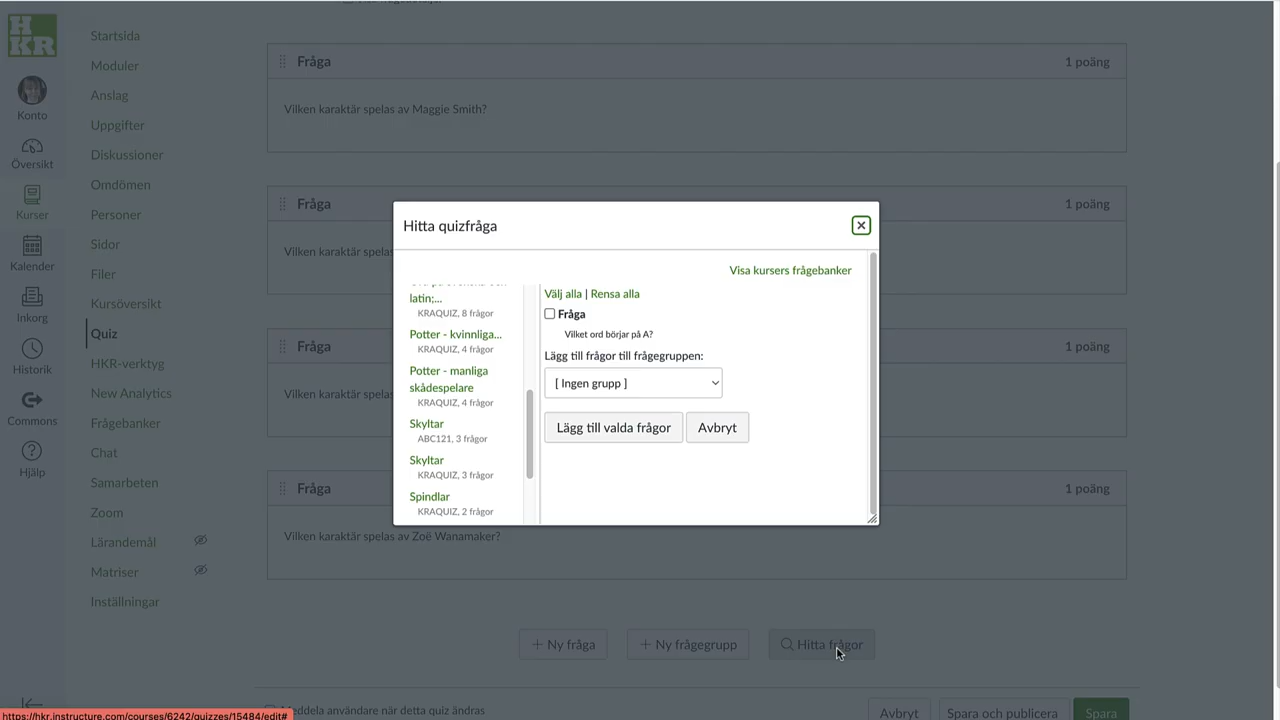 HKR
Konto
Översikt
Kurser
Kalender
Inkorg
Historik
Commons
Hjälp
Startsida
Moduler
Anslag
Uppgifter
Diskussioner
Omdömen
Personer
Sidor
Filer
Kursöversikt
Quiz
HKR-verktyg
New Analytics
Frågebanker
Chat
Samarbeten
Zoom
Lärandemål
Matriser
Inställningar
Fråga 1 poäng
Vilken karaktär spelas av Maggie Smith?
Fråga 1 poäng
Vilken karaktär spelas
Fråga 1 poäng
Vilken karaktär spelas
Fråga 1 poäng
Vilken karaktär spelas av Zoë Wanamaker?
Hitta quizfråga
Visa kursers frågebanker
latin;...
KRAQUIZ, 8 frågor
Potter - kvinnliga...
KRAQUIZ, 4 frågor
Potter - manliga
skådespelare
KRAQUIZ, 4 frågor
Skyltar
ABC121, 3 frågor
Skyltar
KRAQUIZ, 3 frågor
Spindlar
KRAQUIZ, 2 frågor
Välj alla | Rensa alla
Fråga
Vilket ord börjar på A?
Lägg till frågor till frågegruppen:
[ Ingen grupp ]
Lägg till valda frågor Avbryt
+ Ny fråga + Ny frågegrupp Hitta frågor
eddela användare när detta quiz ändras
Avbryt Spara och publicera Spara
https://hkr.instructure.com/courses/6242/quizzes/15484/edit#